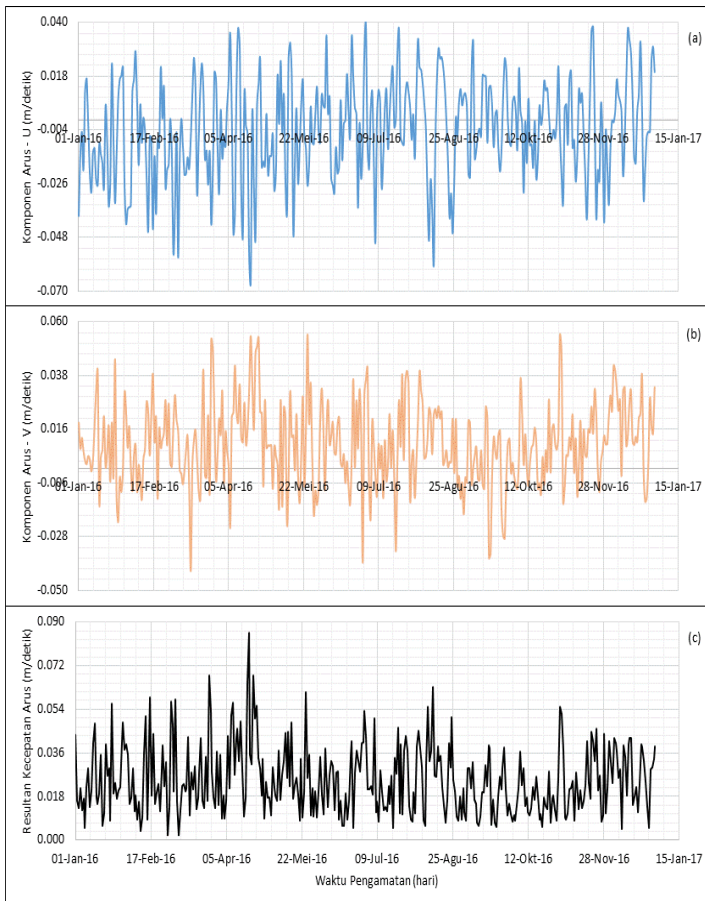 (a)
Komponen Arus - U (m/detik)
0.040
0.018
-0.004
-0.026
-0.048
-0.070
01-Jan-16 17-Feb-16 05-Apr-16 22-Mei-16 09-Jul-16 25-Agu-16 12-Okt-16 28-Nov-16 15-Jan-17
(b)
Komponen Arus - V (m/detik)
0.060
0.038
0.016
-0.006
-0.028
-0.050
01-Jan-16 17-Feb-16 05-Apr-16 22-Mei-16 09-Jul-16 25-Agu-16 12-Okt-16 28-Nov-16 15-Jan-17
(c)
Resultan Kecepatan Arus (m/detik)
0.090
0.072
0.054
0.036
0.018
0.000
01-Jan-16 17-Feb-16 05-Apr-16 22-Mei-16 09-Jul-16 25-Agu-16 12-Okt-16 28-Nov-16 15-Jan-17
Waktu Pengamatan (hari)